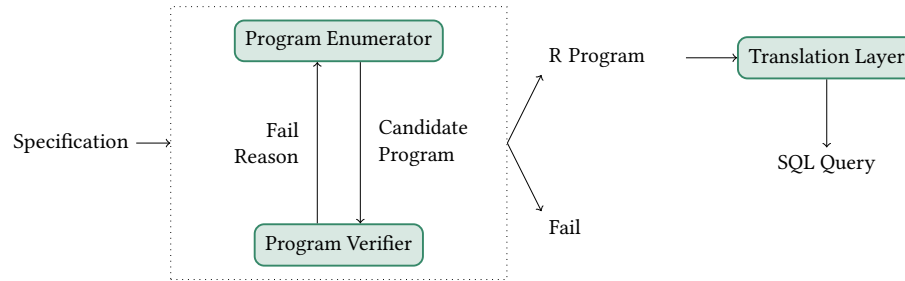 Program Enumerator
R Program
Translation Layer
Specification
Fail
Reason
Candidate
Program
SQL Query
Fail
Program Verifier